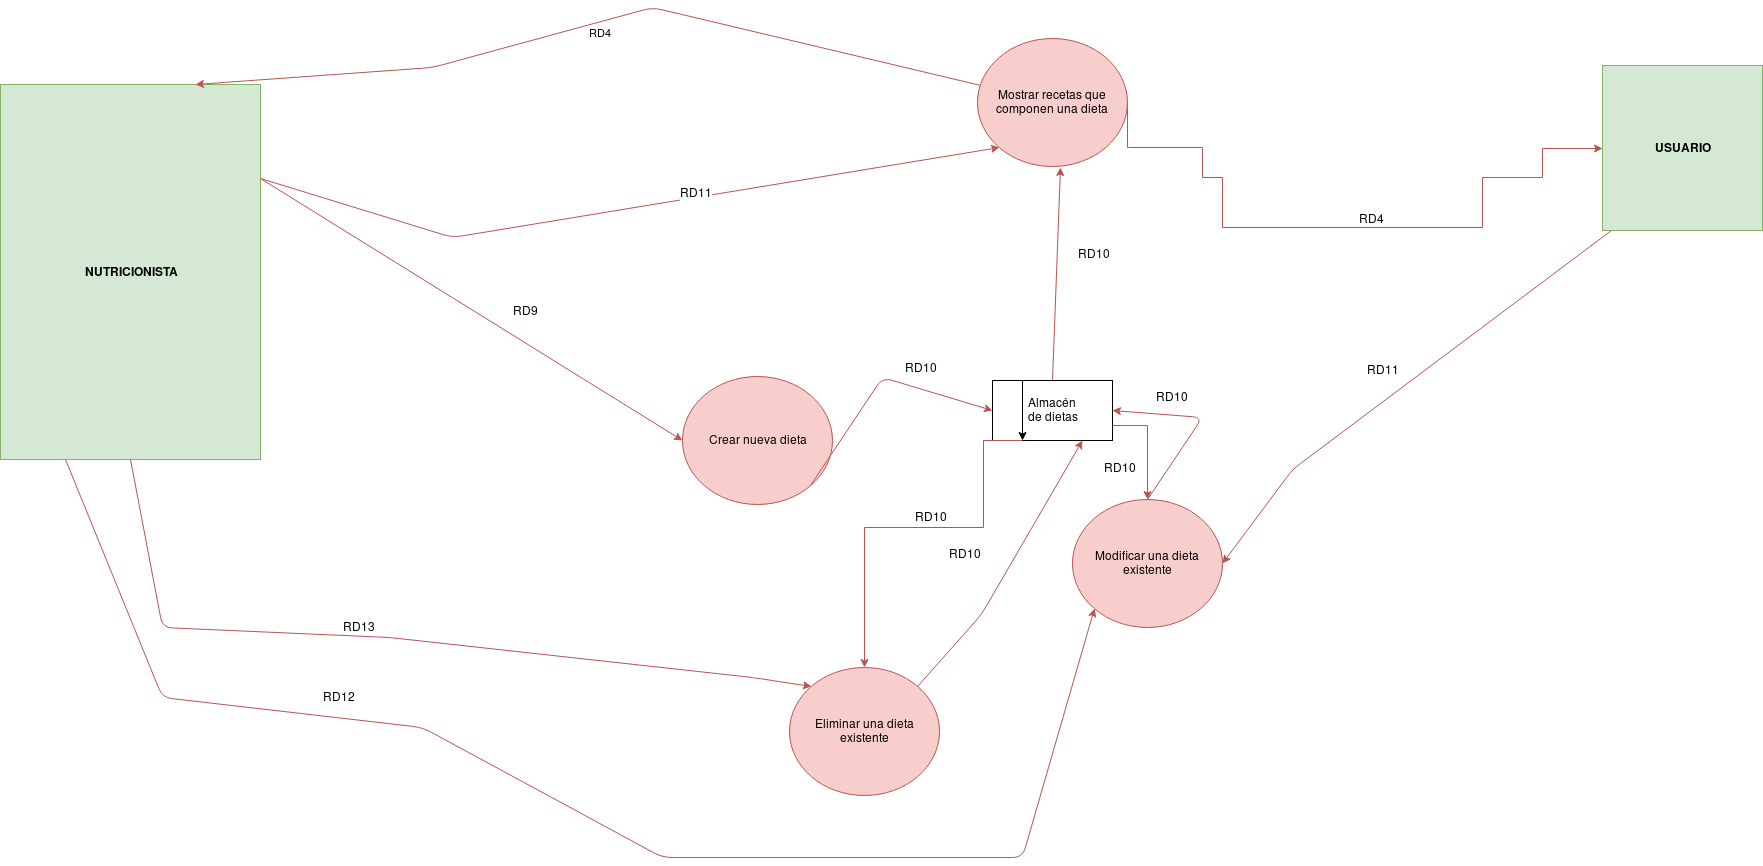 RD4
Mostrar recetas que
componen una dieta
USUARIO
RD11
RD4
RD10
NUTRICIONISTA
RD9
RD10
RD11
RD10
Almacén
de dietas
Crear nueva dieta
RD10
RD10
RD10
Modificar una dieta
existente
RD13
RD12
Eliminar una dieta
existente